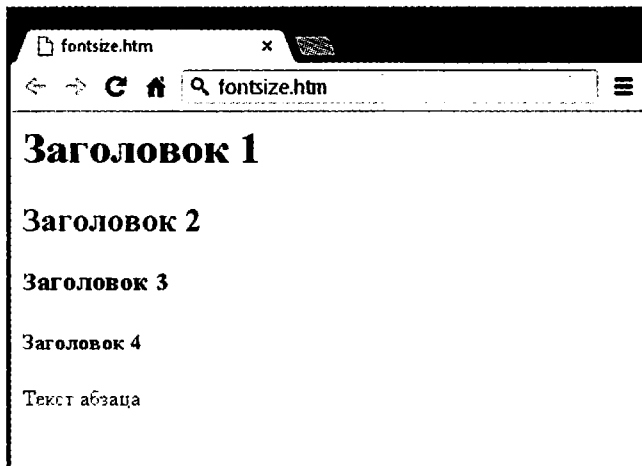 fontsize.htm ×
fontsize.htm
Заголовок 1
Заголовок 2
Заголовок 3
Заголовок 4
Текст абзаца